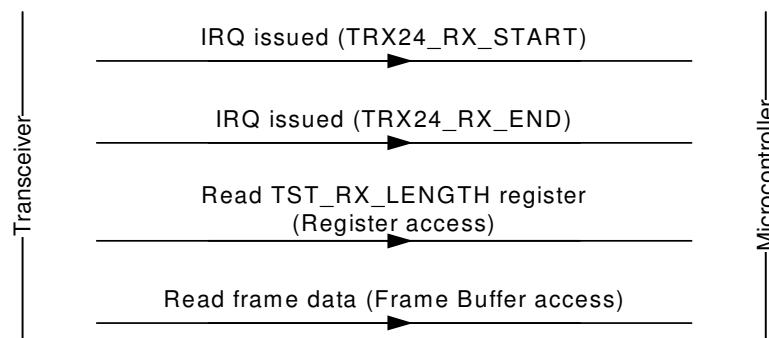 IRQ issued (TRX24_RX_START)
IRQ issued (TRX24_RX_END)
Read TST_RX_LENGTH register
(Register access)
Read frame data (Frame Buffer access)
Transceiver
Microcontroller